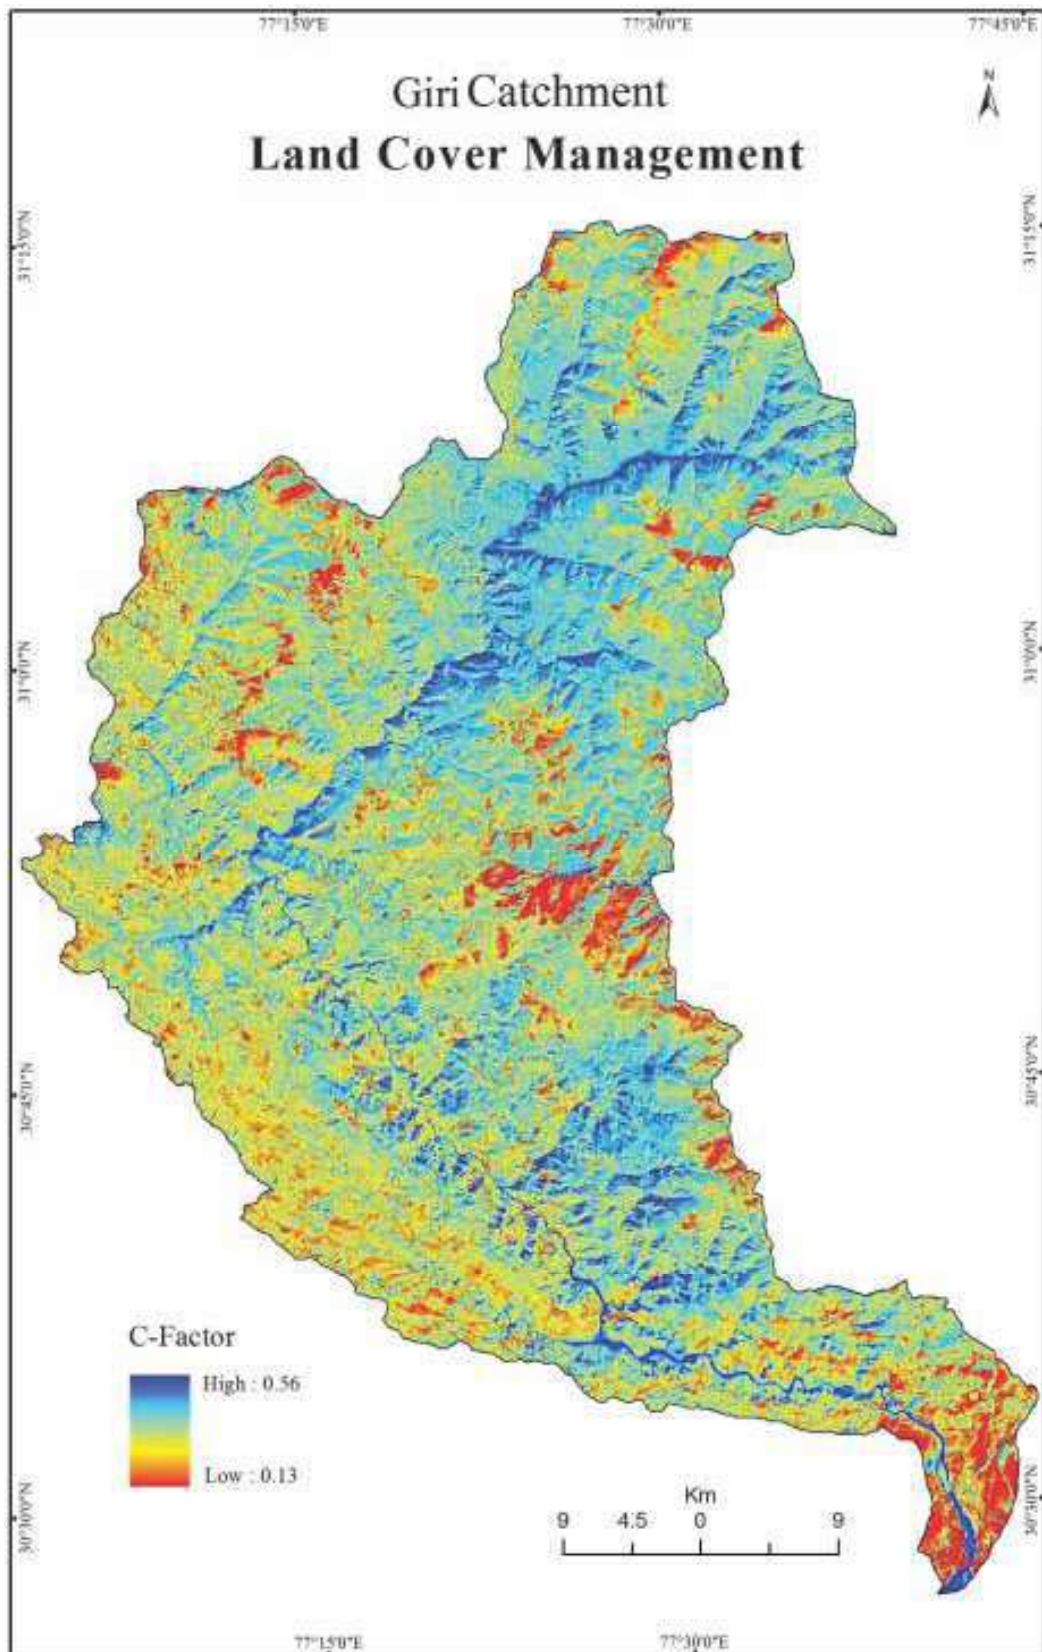 77°15'0"E 77°30'0"E 77°45'0"E
N
Giri Catchment
Land Cover Management
31°15'0"N 31°15'0"N
31°0'0"N 31°0'0"N
30°45'0"N 30°45'0"N
C-Factor
High : 0.56
Low : 0.13
30°30'0"N 30°30'0"N
Km
9 4.5 0 9
77°15'0"E 77°30'0"E